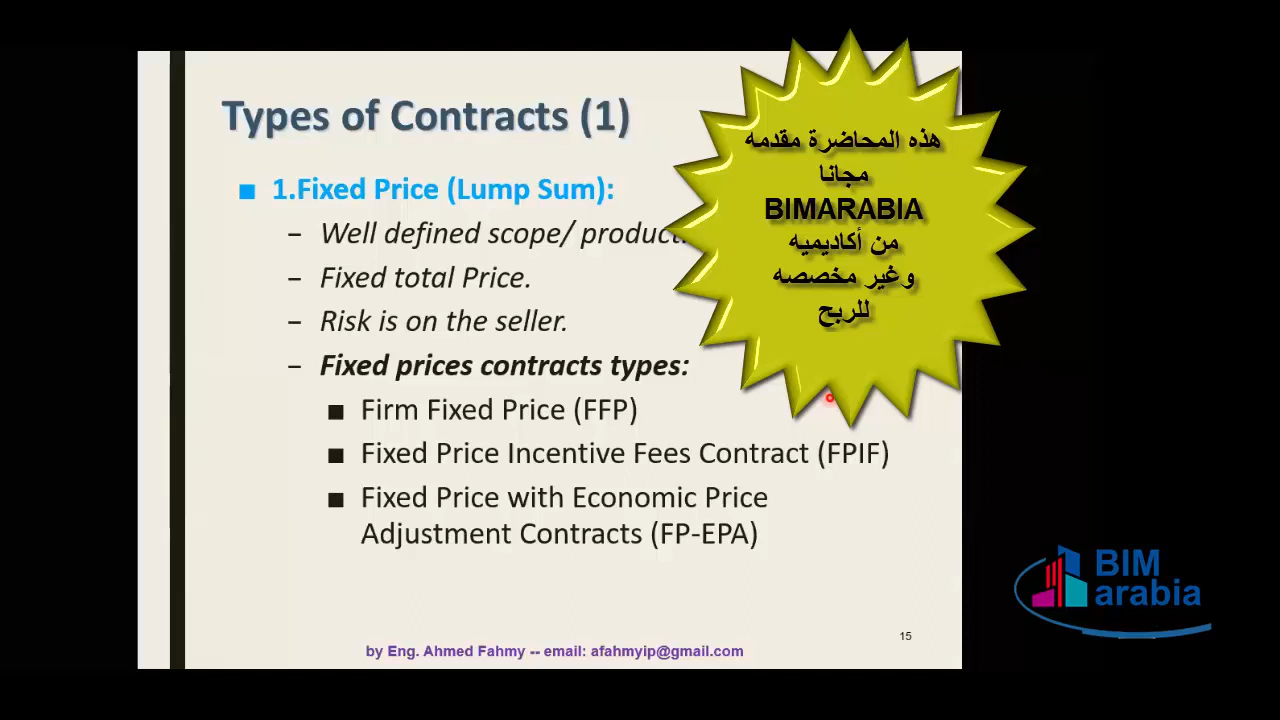 Types of Contracts (1)
1.Fixed Price (Lump Sum):
– Well defined scope/ product.
– Fixed total Price.
– Risk is on the seller.
– Fixed prices contracts types:
■ Firm Fixed Price (FFP)
■ Fixed Price Incentive Fees Contract (FPIF)
■ Fixed Price with Economic Price
Adjustment Contracts (FP-EPA)
15
by Eng. Ahmed Fahmy -- email: afahmyip@gmail.com
هذه المحاضرة مقدمه
مجانا
BIMARABIA
من أكاديميه
وغير مخصصه
للربح
BIM
arabia